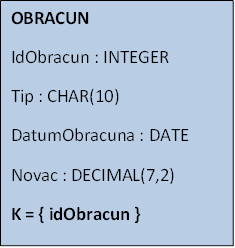 OBRACUN
IdObracun : INTEGER
Tip : CHAR(10)
DatumObracuna : DATE
Novac : DECIMAL(7,2)
K = { idObracun }